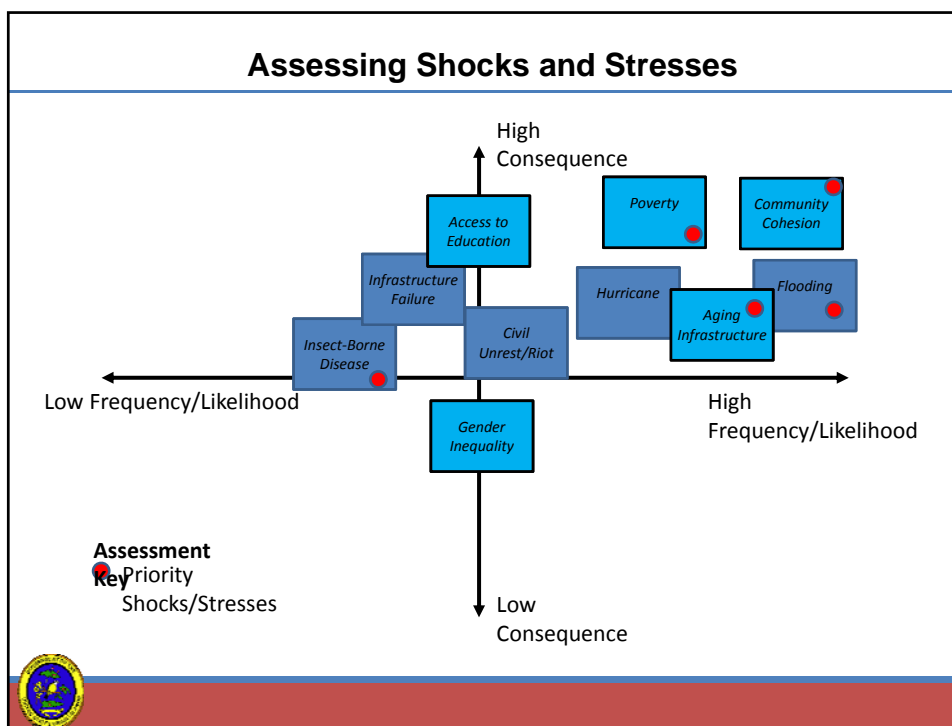 Assessing Shocks and Stresses
High
Consequence
Poverty
Community
Cohesion
Access to
Education
Infrastructure
Failure
Hurricane
Flooding
Aging
Infrastructure
Civil
Unrest/Riot
Insect-Borne
Disease
Low Frequency/Likelihood
High
Frequency/Likelihood
Gender
Inequality
Assessment
Key
Priority
Shocks/Stresses
Low
Consequence